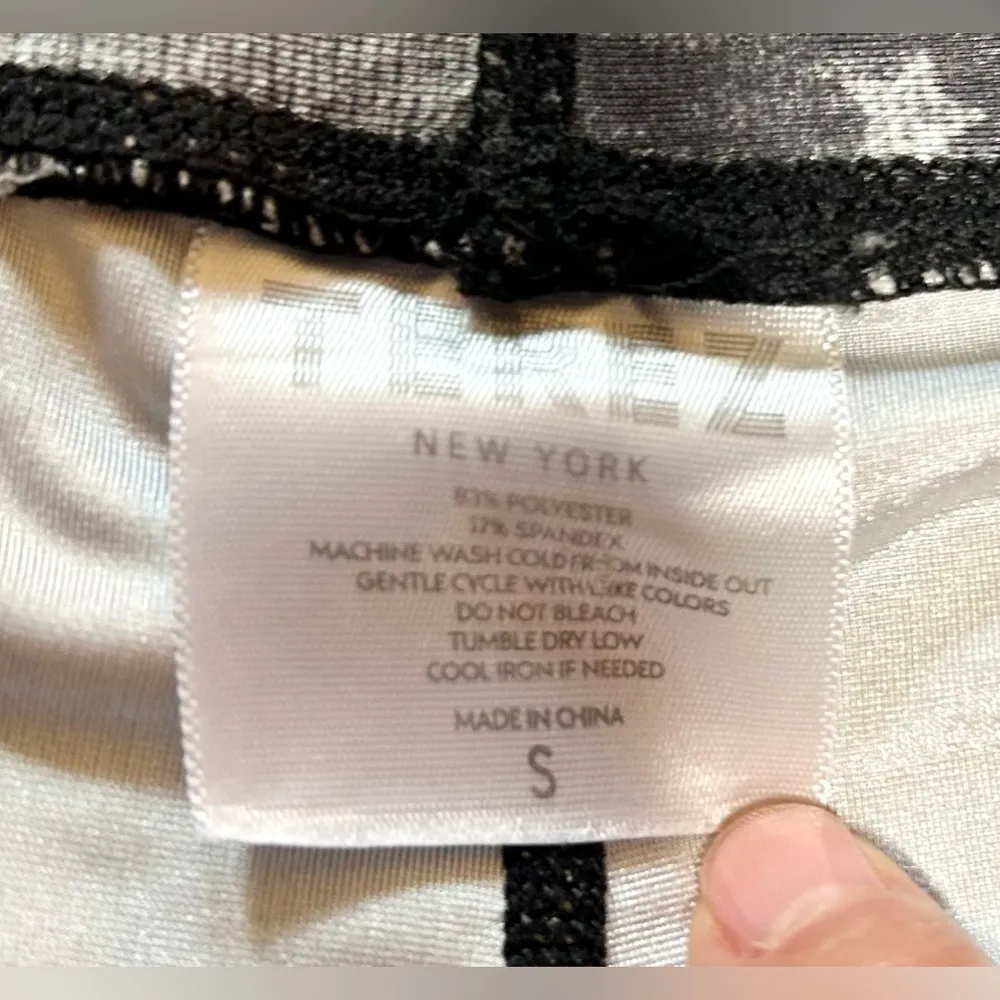 TEREZ
NEW YORK
83% POLYESTER
17% SPANDEX
MACHINE WASH COLD FROM INSIDE OUT
GENTLE CYCLE WITH LIKE COLORS
DO NOT BLEACH
TUMBLE DRY LOW
COOL IRON IF NEEDED
MADE IN CHINA
S